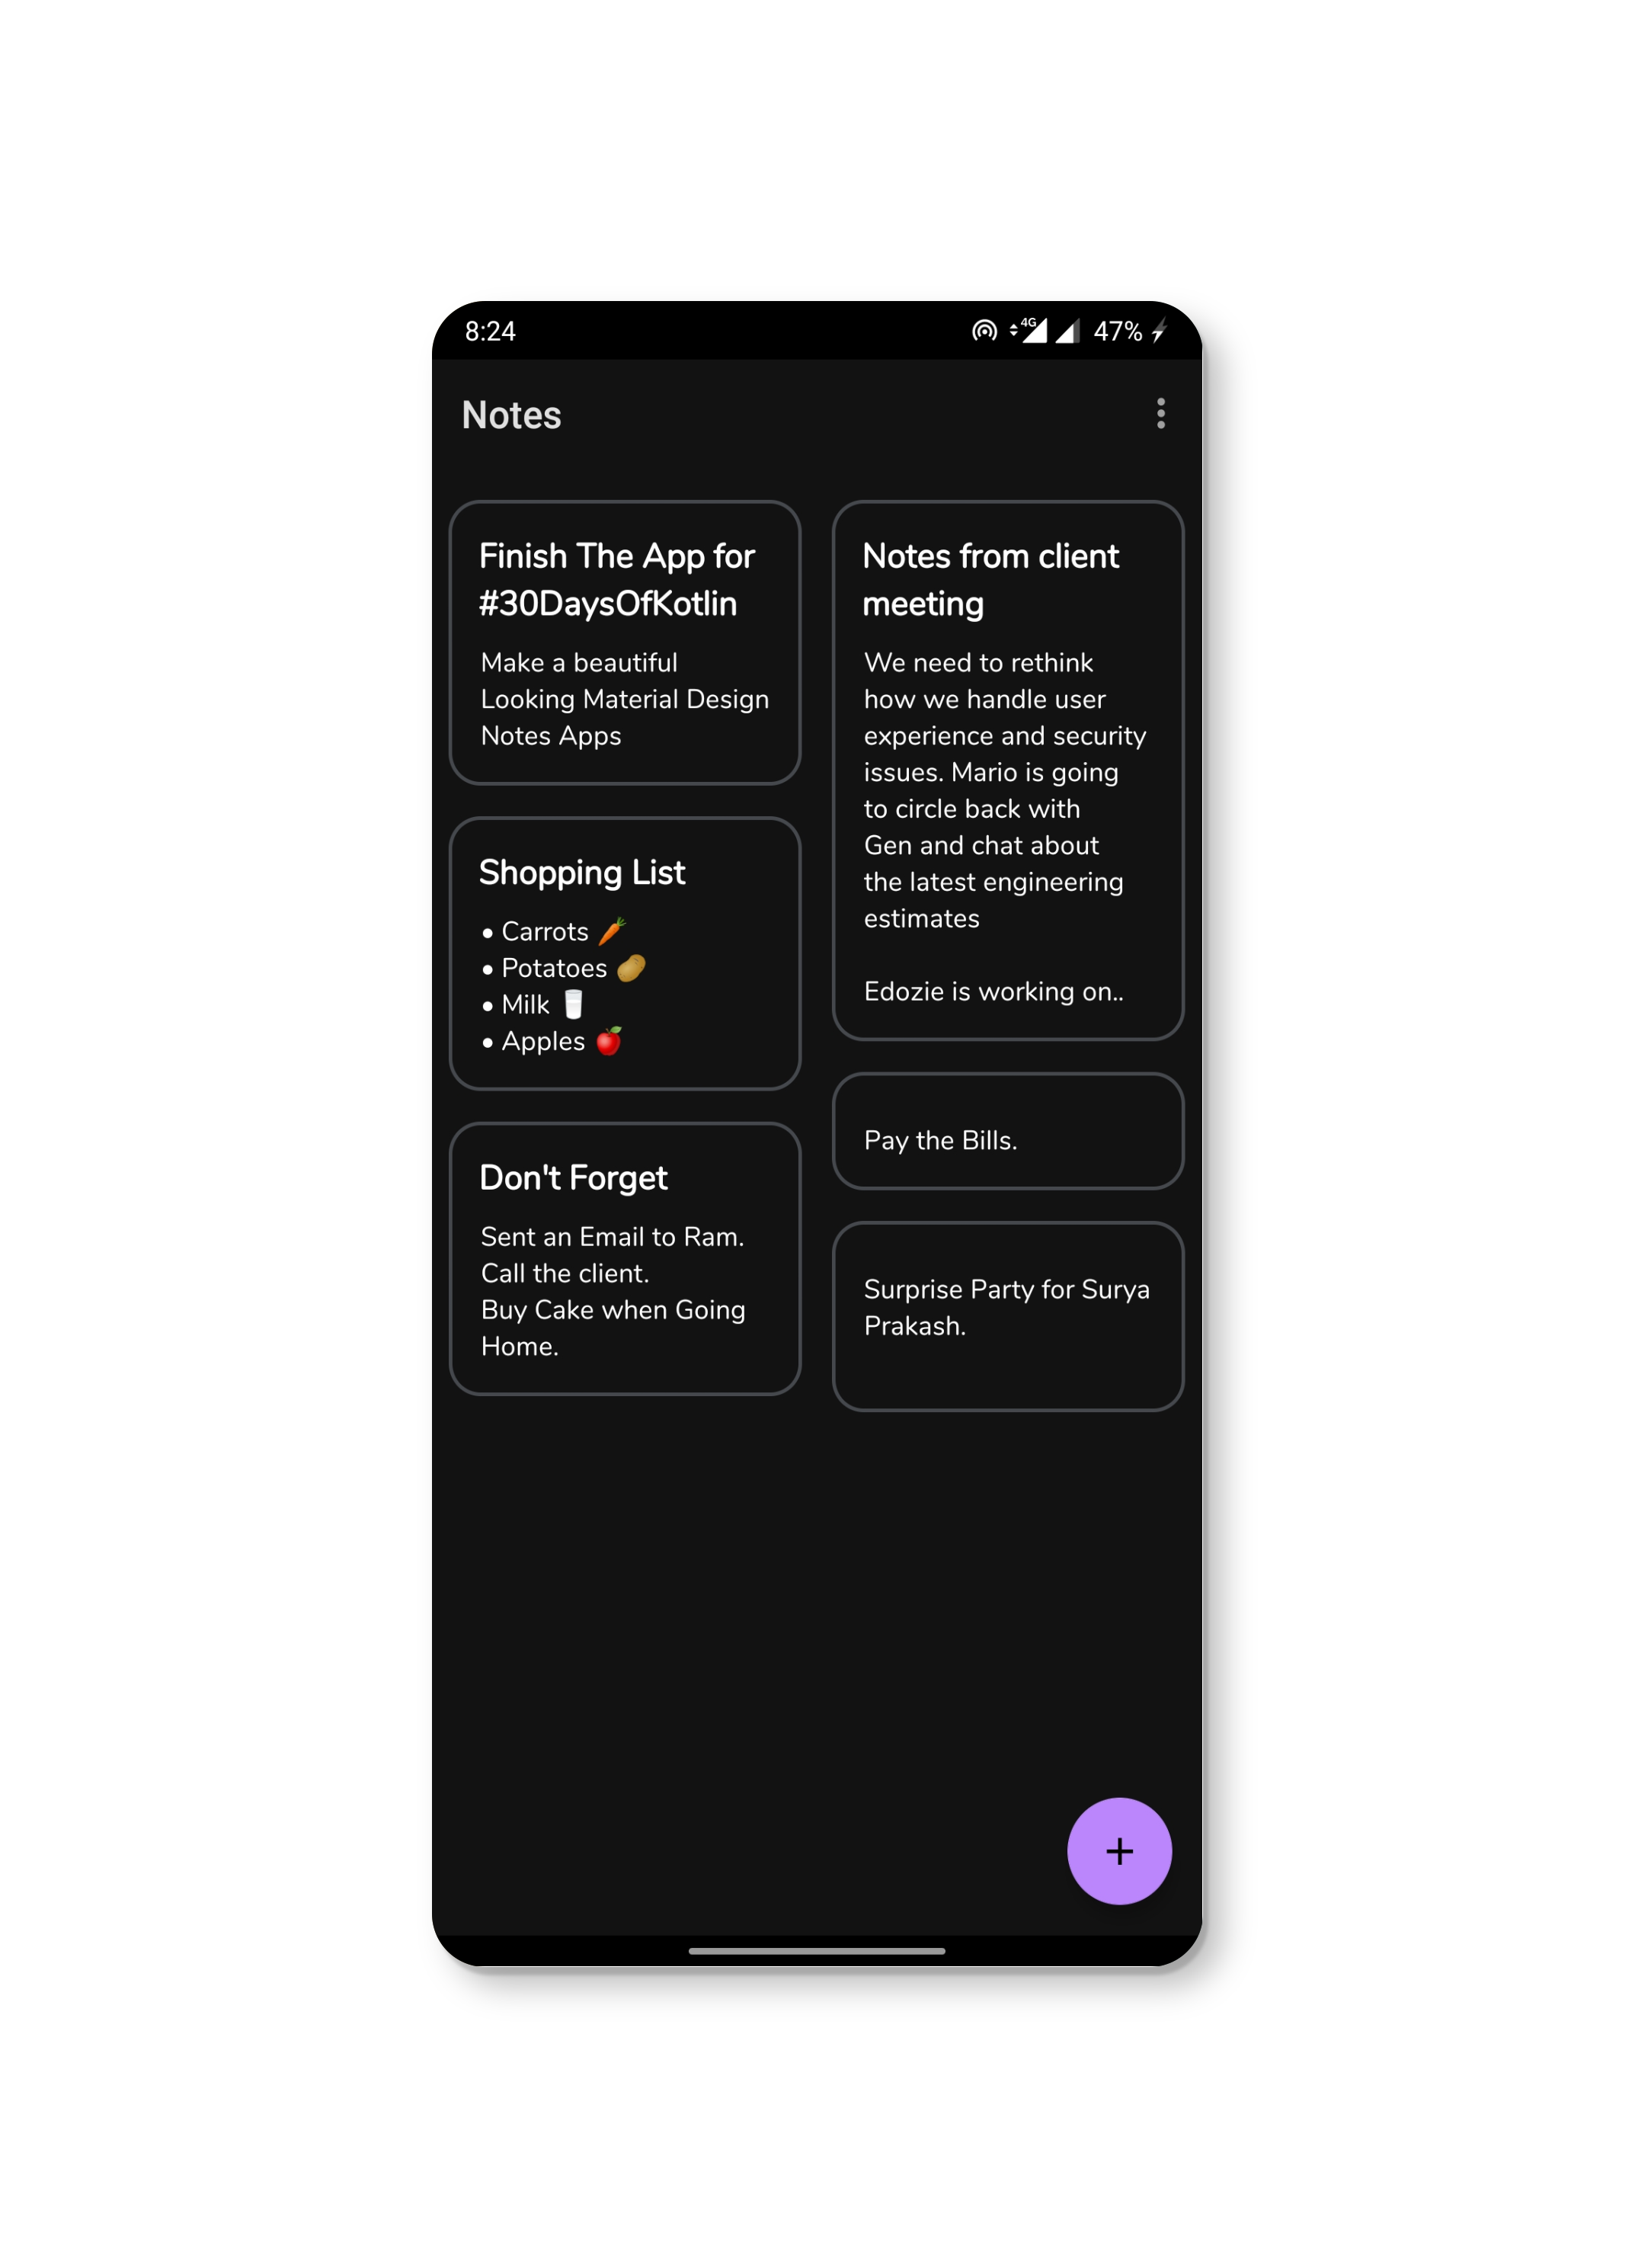 8:24
4G
47%
Notes
Finish The App for
#30DaysOfKotlin
Make a beautiful
Looking Material Design
Notes Apps
Shopping List
• Carrots 🥕
• Potatoes 🥔
• Milk 🥛
• Apples 🍎
Don't Forget
Sent an Email to Ram.
Call the client.
Buy Cake when Going
Home.
Notes from client
meeting
We need to rethink
how we handle user
experience and security
issues. Mario is going
to circle back with
Gen and chat about
the latest engineering
estimates
Edozie is working on..
Pay the Bills.
Surprise Party for Surya
Prakash.